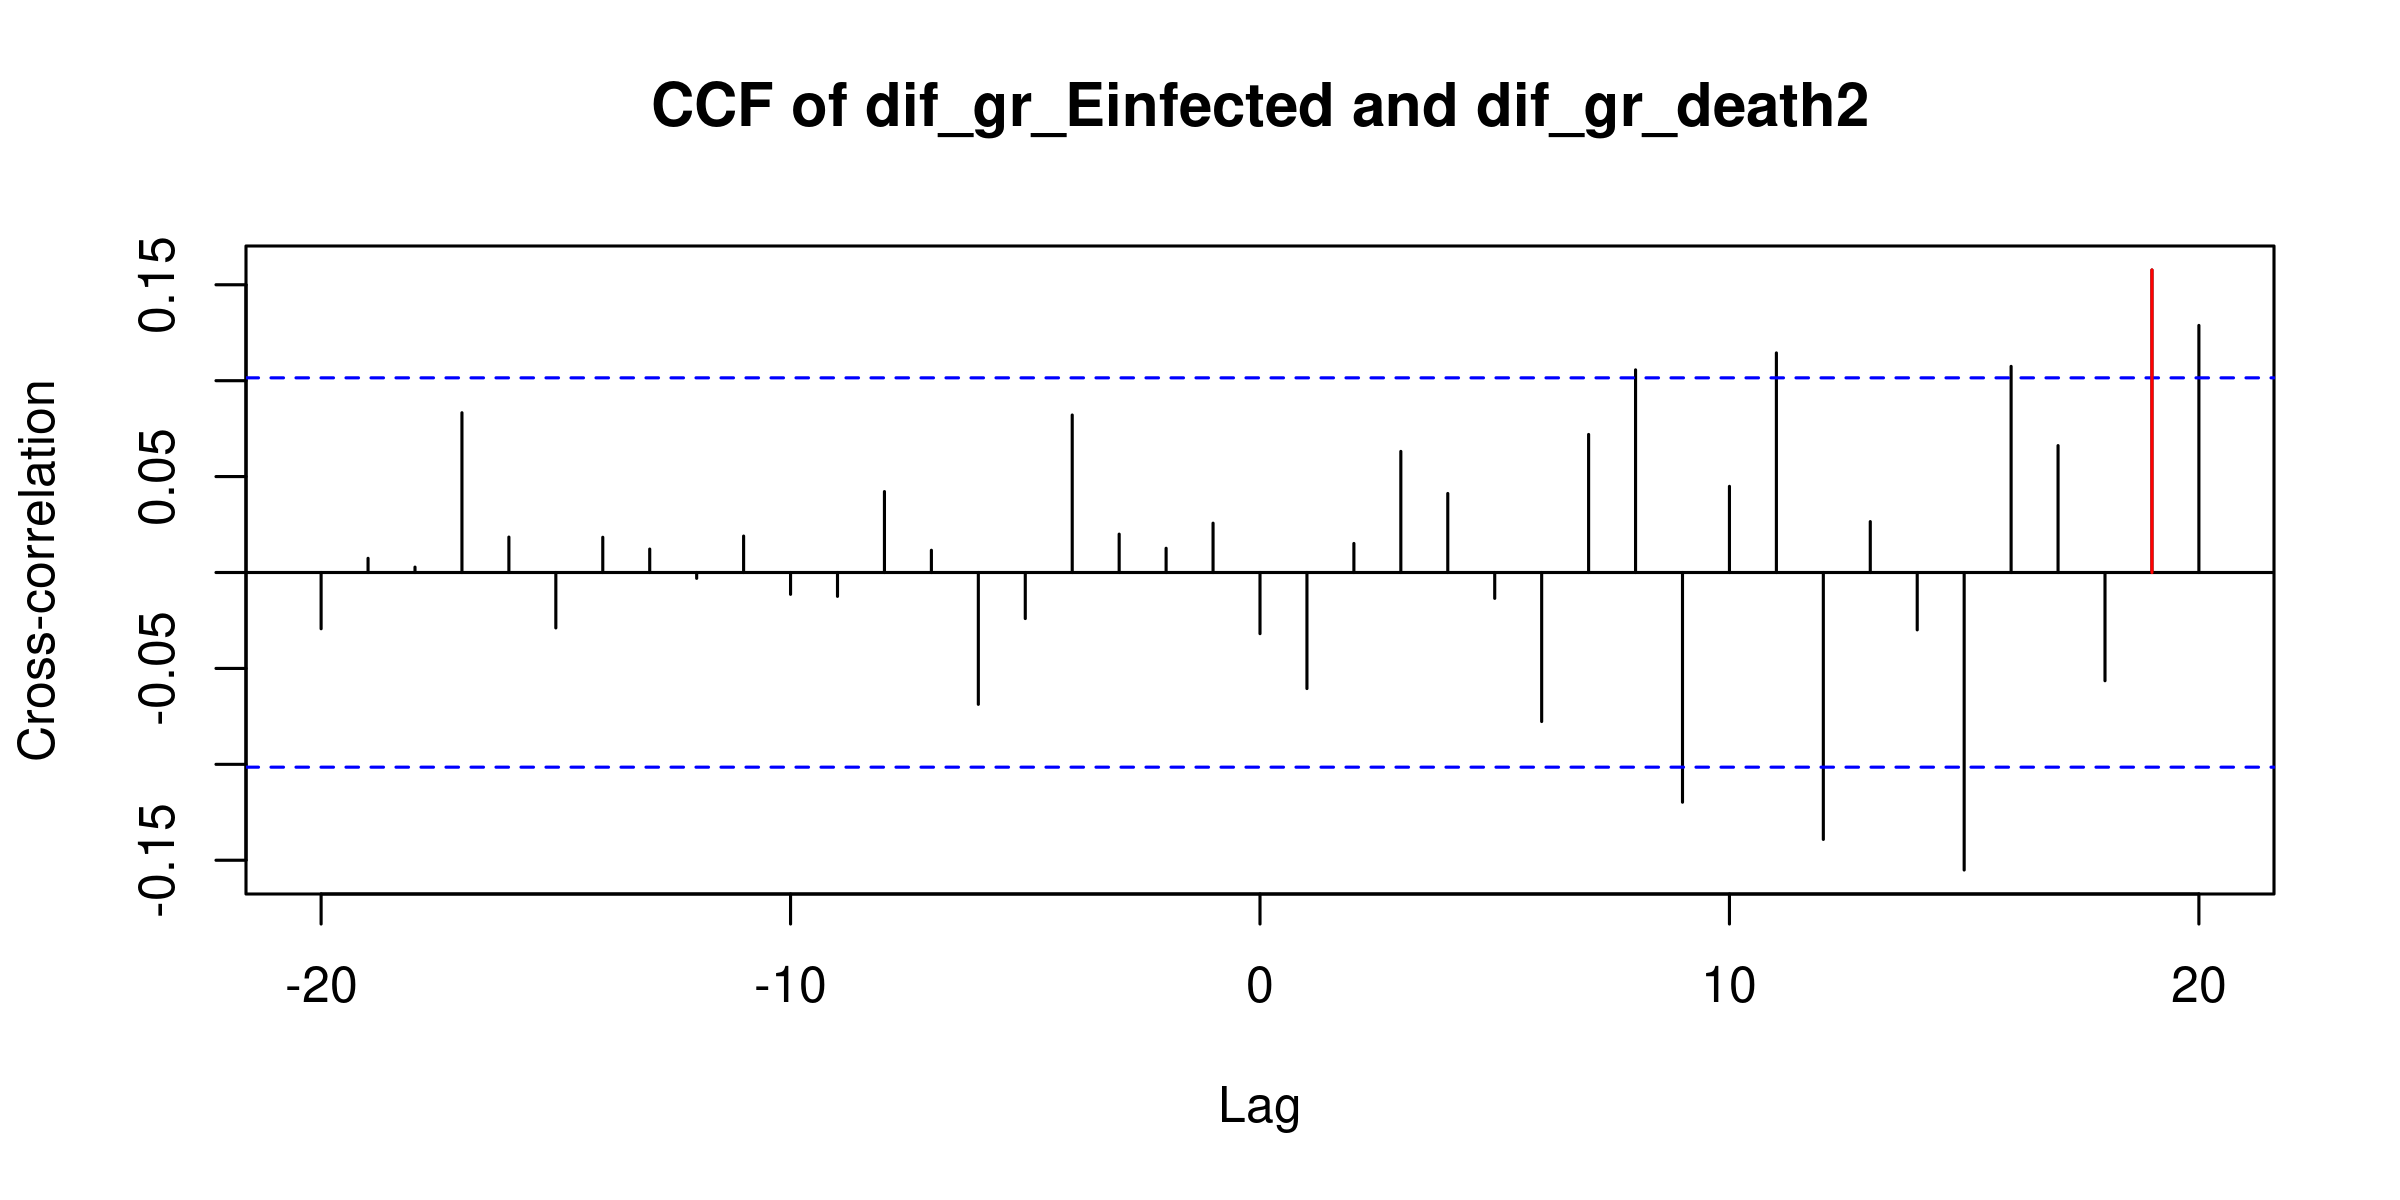 CCF of dif_gr_Einfected and dif_gr_death2
Cross-correlation
0.15
0.05
-0.05
-0.15
-20 -10 0 10 20
Lag